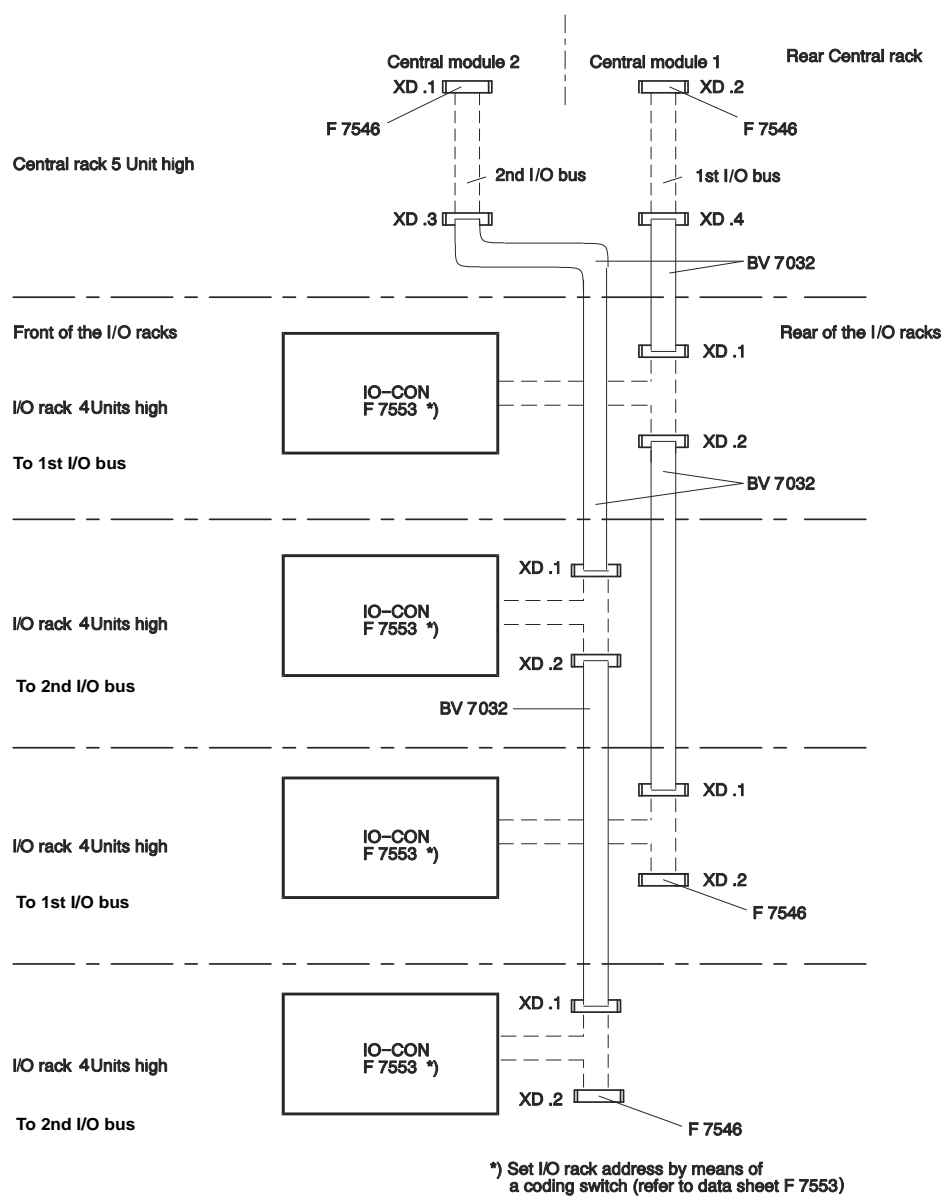 Rear Central rack
Central module 2
Central module 1
XD .1
XD .2
F 7546
F 7546
Central rack 5 Unit high
2nd I/O bus
1st I/O bus
XD .3
XD .4
BV 7032
Front of the I/O racks
Rear of the I/O racks
XD .1
IO-CON
F 7553 *)
I/O rack 4Units high
XD .2
To 1st I/O bus
BV 7032
XD .1
IO-CON
F 7553 *)
I/O rack 4Units high
XD .2
To 2nd I/O bus
BV 7032
XD .1
IO-CON
F 7553 *)
I/O rack 4Units high
XD .2
To 1st I/O bus
F 7546
XD .1
IO-CON
F 7553 *)
I/O rack 4Units high
XD .2
To 2nd I/O bus
F 7546
*) Set I/O rack address by means of
a coding switch (refer to data sheet F 7553)